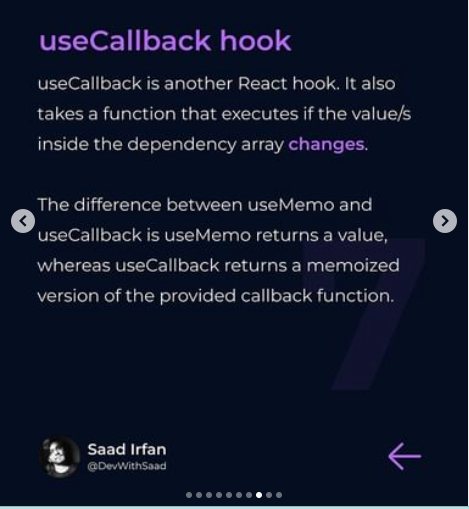 useCallback hook
useCallback is another React hook. It also
takes a function that executes if the value/s
inside the dependency array changes.
The difference between useMemo and
useCallback is useMemo returns a value,
whereas useCallback returns a memoized
version of the provided callback function.
7
Saad Irfan
@DevWithSaad